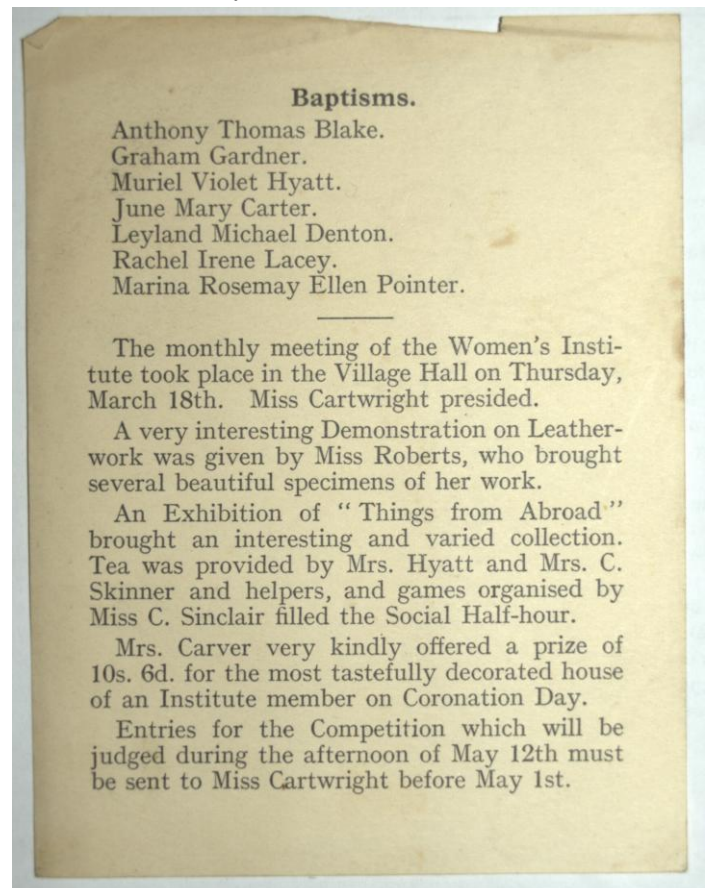 Baptisms.
Anthony Thomas Blake.
Graham Gardner.
Muriel Violet Hyatt.
June Mary Carter.
Leyland Michael Denton.
Rachel Irene Lacey.
Marina Rosemay Ellen Pointer.
The monthly meeting of the Women's Insti-
tute took place in the Village Hall on Thursday,
March 18th. Miss Cartwright presided.
A very interesting Demonstration on Leather-
work was given by Miss Roberts, who brought
several beautiful specimens of her work.
An Exhibition of "Things from Abroad"
brought an interesting and varied collection.
Tea was provided by Mrs. Hyatt and Mrs. C.
Skinner and helpers, and games organised by
Miss C. Sinclair filled the Social Half-hour.
Mrs. Carver very kindly offered a prize of
10s. 6d. for the most tastefully decorated house
of an Institute member on Coronation Day.
Entries for the Competition which will be
judged during the afternoon of May 12th must
be sent to Miss Cartwright before May 1st.